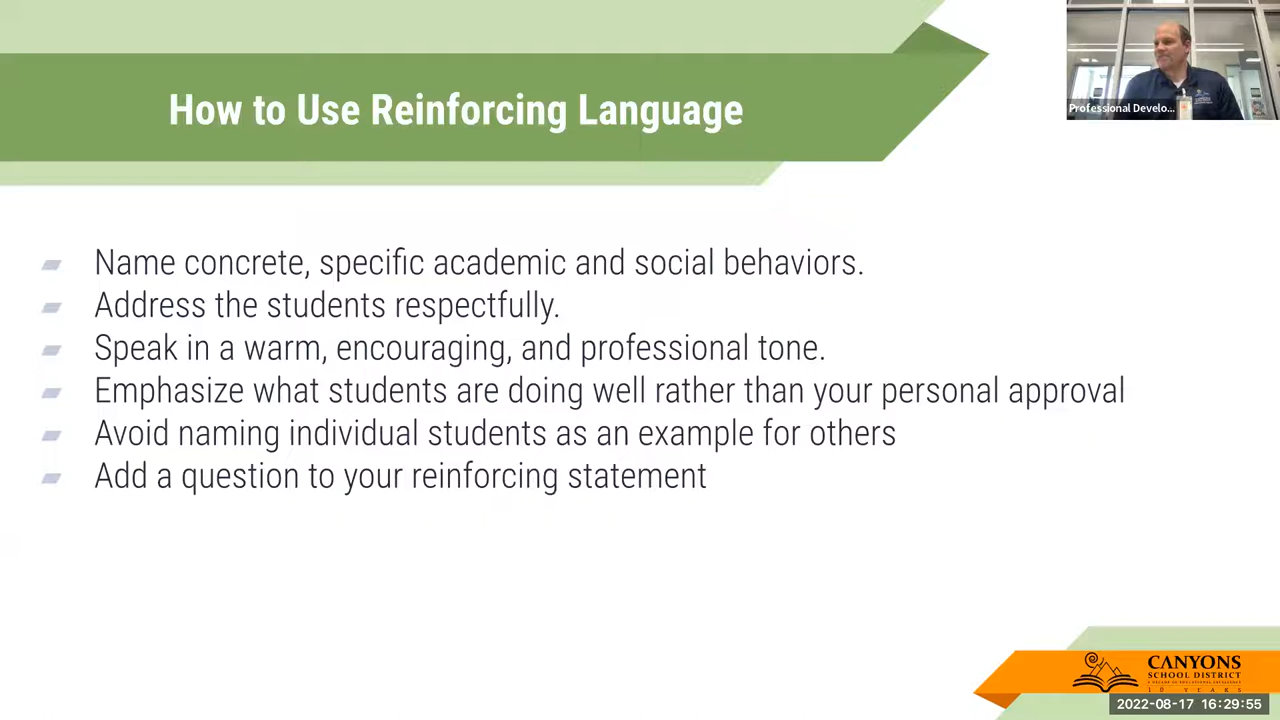 How to Use Reinforcing Language
Professional Develo...
Name concrete, specific academic and social behaviors.
Address the students respectfully.
Speak in a warm, encouraging, and professional tone.
Emphasize what students are doing well rather than your personal approval
Avoid naming individual students as an example for others
Add a question to your reinforcing statement
CANYONS
SCHOOL DISTRICT
10 YEARS
2022-08-17 16:29:55